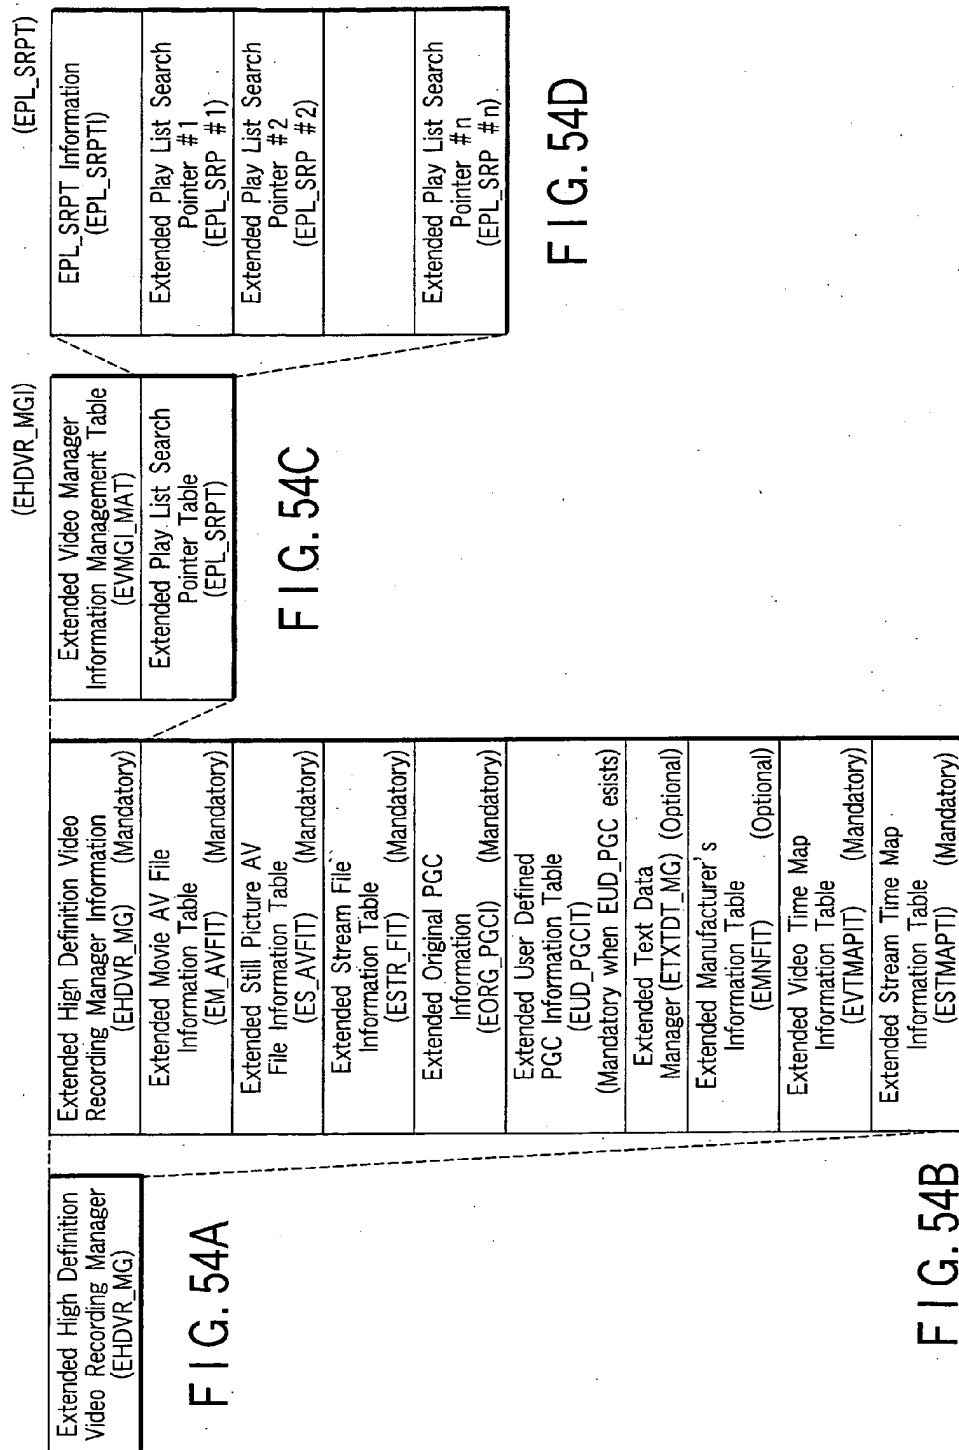 Extended High Definition
Video Recording Manager
(EHDVR_MG)
FIG. 54A
Extended High Definition Video
Recording Manager Information
(EHDVR_MG) (Mandatory)
Extended Movie AV File
Information Table
(EM_AVFIT) (Mandatory)
Extended Still Picture AV
File Information Table
(ES_AVFIT) (Mandatory)
Extended Stream File
Information Table
(ESTR_FIT) (Mandatory)
Extended Original PGC
Information
(EORG_PGCI) (Mandatory)
Extended User Defined
PGC Information Table
(EUD_PGCIT)
(Mandatory when EUD_PGC esists)
Extended Text Data
Manager (ETXTDT_MG) (Optional)
Extended Manufacturer's
Information Table
(EMNFIT) (Optional)
Extended Video Time Map
Information Table
(EVTMAPIT) (Mandatory)
Extended Stream Time Map
Information Table
(ESTMAPTI) (Mandatory)
FIG. 54B
(EHDVR_MGI)
Extended Video Manager
Information Management Table
(EVMGI_MAT)
Extended Play List Search
Pointer Table
(EPL_SRPT)
FIG. 54C
(EPL_SRPT)
EPL_SRPT Information
(EPL_SRPTI)
Extended Play List Search
Pointer #1
(EPL_SRP #1)
Extended Play List Search
Pointer #2
(EPL_SRP #2)
Extended Play List Search
Pointer #n
(EPL_SRP #n)
FIG. 54D